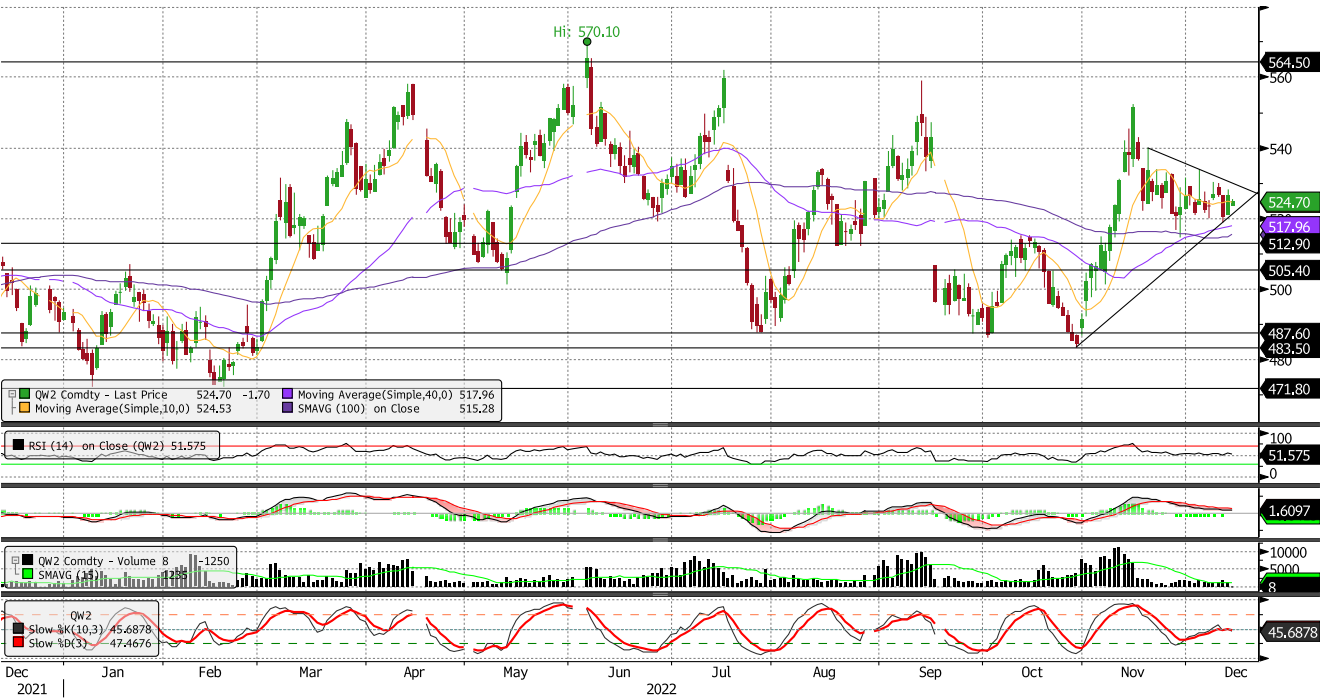 Hi: 570.10
564.50
560
540
524.70
520
517.96
512.90
505.40
500
487.60
483.50
480
471.80
QW2 Comdty - Last Price 524.70 -1.70 Moving Average(Simple,40,0) 517.96
Moving Average(Simple,10,0) 524.53 SMAVG (100) on Close 515.28
100
RSI (14) on Close (QW2) 51.575
51.575
0
1.6097
QW2 Comdty - Volume 8 -1250
10000
5000
SMAVG (15) 1235
8
QW2
Slow %K(10,3) 45.6878
45.6878
Slow %D(3) 47.4676
Dec Jan Feb Mar Apr May Jun Jul Aug Sep Oct Nov Dec
2021 2022